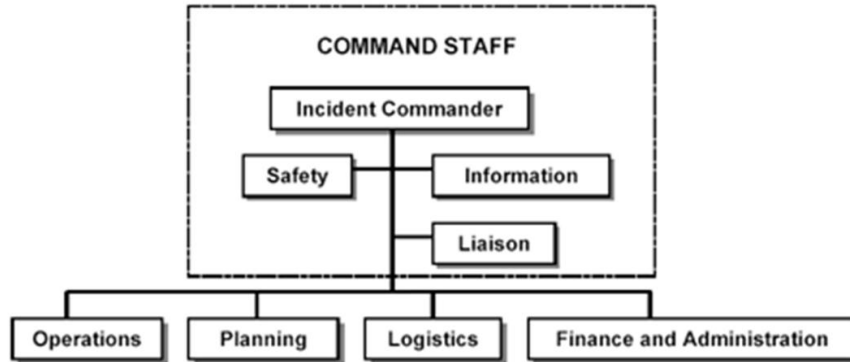 COMMAND STAFF
Incident Commander
Safety
Information
Liaison
Operations
Planning
Logistics
Finance and Administration